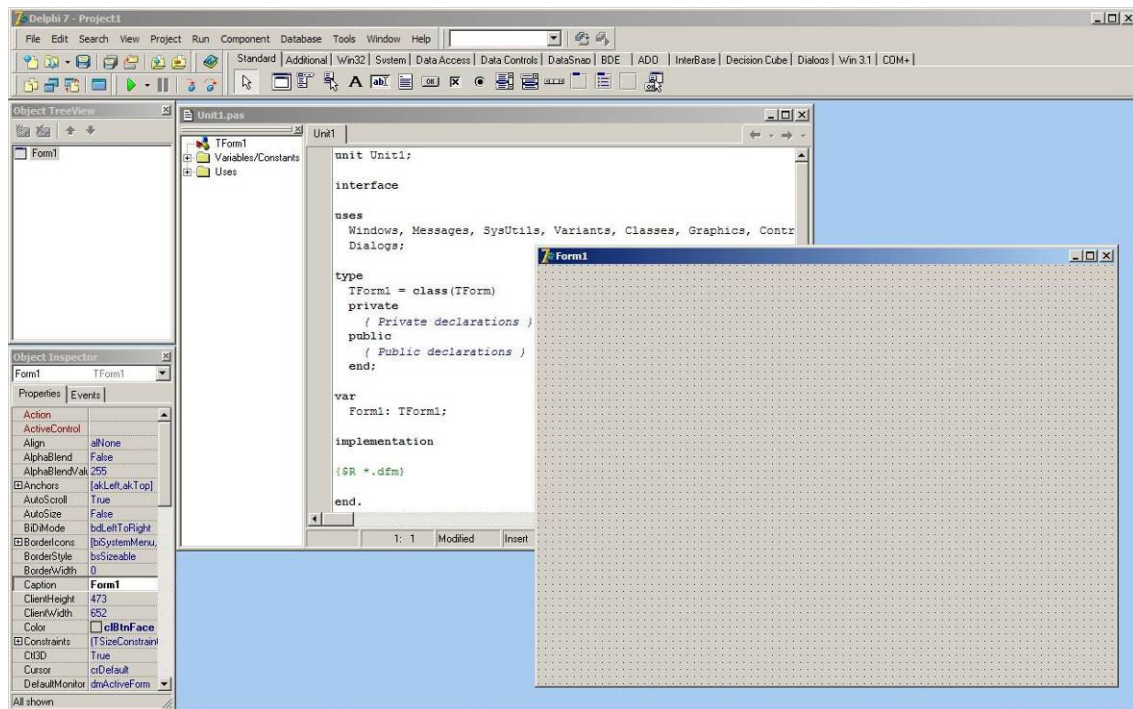 Delphi 7 - Project1
File Edit Search View Project Run Component Database Tools Window Help
Standard Additional Win32 System Data Access Data Controls DataSnap BDE ADO InterBase Decision Cube Dialogs Win 3.1 COM+
Object TreeView
Form1
Unit1.pas
TForm1
Variables/Constants
Uses
Unit1
unit Unit1;
interface
uses
Windows, Messages, SysUtils, Variants, Classes, Graphics, Contr
Dialogs;
type
TForm1 = class(TForm)
private
{ Private declarations }
public
{ Public declarations }
end;
var
Form1: TForm1;
implementation
{$R *.dfm}
end.
1: 1 Modified Insert
Form1
Object Inspector
Form1 TForm1
Properties Events
Action
ActiveControl
Align alNone
AlphaBlend False
AlphaBlendValu 255
Anchors [akLeft,akTop]
AutoScroll True
AutoSize False
BiDiMode bdLeftToRight
BorderIcons [biSystemMenu,
BorderStyle bsSizeable
BorderWidth 0
Caption Form1
ClientHeight 473
ClientWidth 652
Color clBtnFace
Constraints (TSizeConstraint
Ctl3D True
Cursor crDefault
DefaultMonitor dmActiveForm
All shown